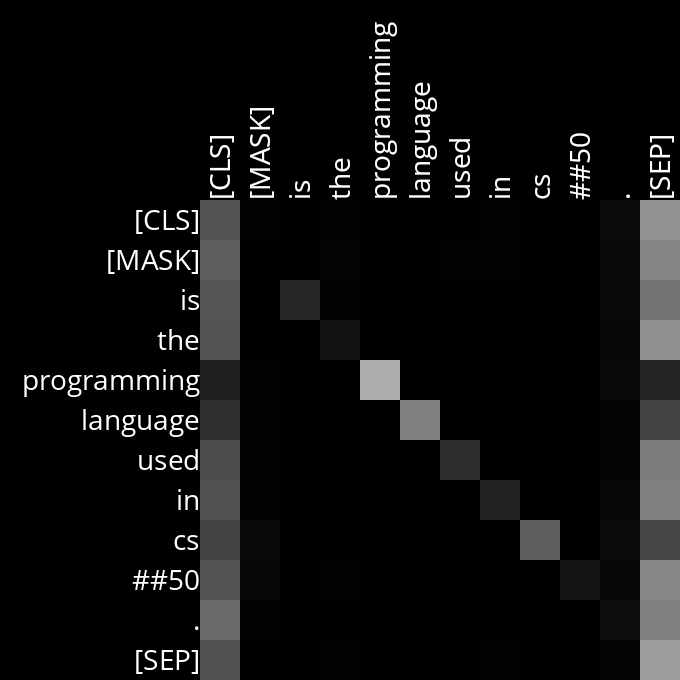 [CLS] [MASK] is the programming language used in cs ##50 . [SEP]
[CLS]
[MASK]
is
the
programming
language
used
in
cs
##50
.
[SEP]